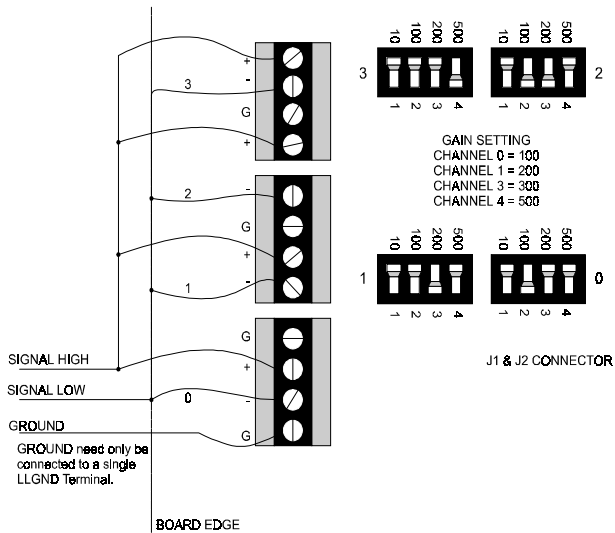 10 100 200 500
10 100 200 500
+
3
-
3
2
G
+
1 2 3 4
1 2 3 4
GAIN SETTING
CHANNEL 0 = 100
CHANNEL 1 = 200
CHANNEL 3 = 300
CHANNEL 4 = 500
2
-
G
+
1
-
10 100 200 500
10 100 200 500
1
0
1 2 3 4
1 2 3 4
G
SIGNAL HIGH
+
J1 & J2 CONNECTOR
SIGNAL LOW
0
-
GROUND
G
GROUND need only be
connected to a single
LLGND Terminal.
BOARD EDGE